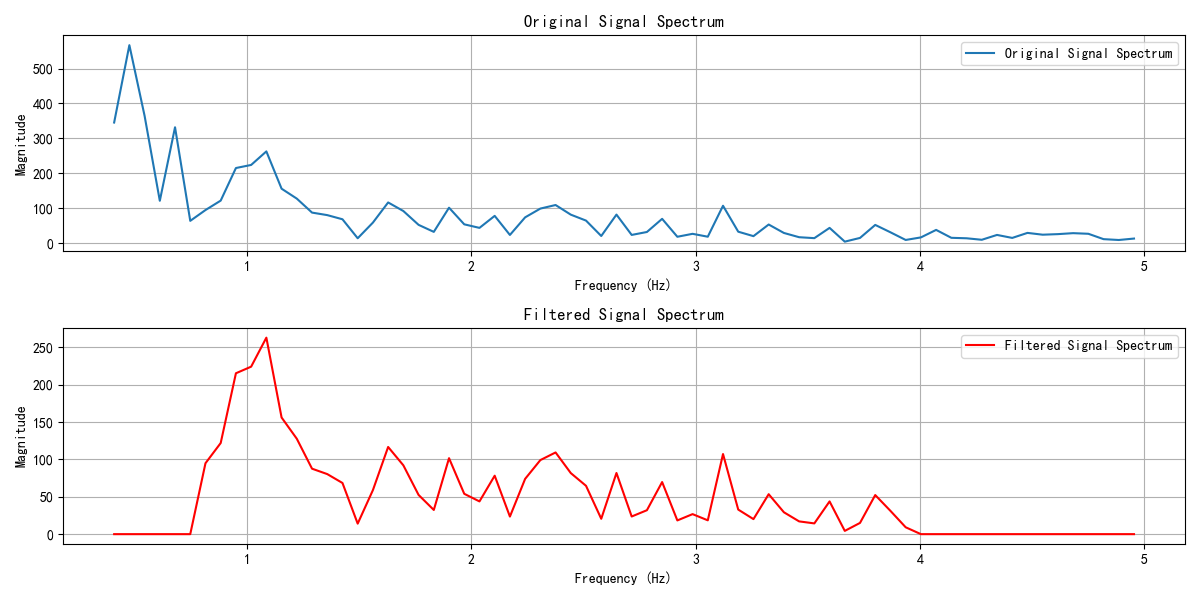 Original Signal Spectrum
Original Signal Spectrum
Magnitude
500
400
300
200
100
0
1 2 3 4 5
Frequency (Hz)
Filtered Signal Spectrum
Filtered Signal Spectrum
Magnitude
250
200
150
100
50
0
1 2 3 4 5
Frequency (Hz)